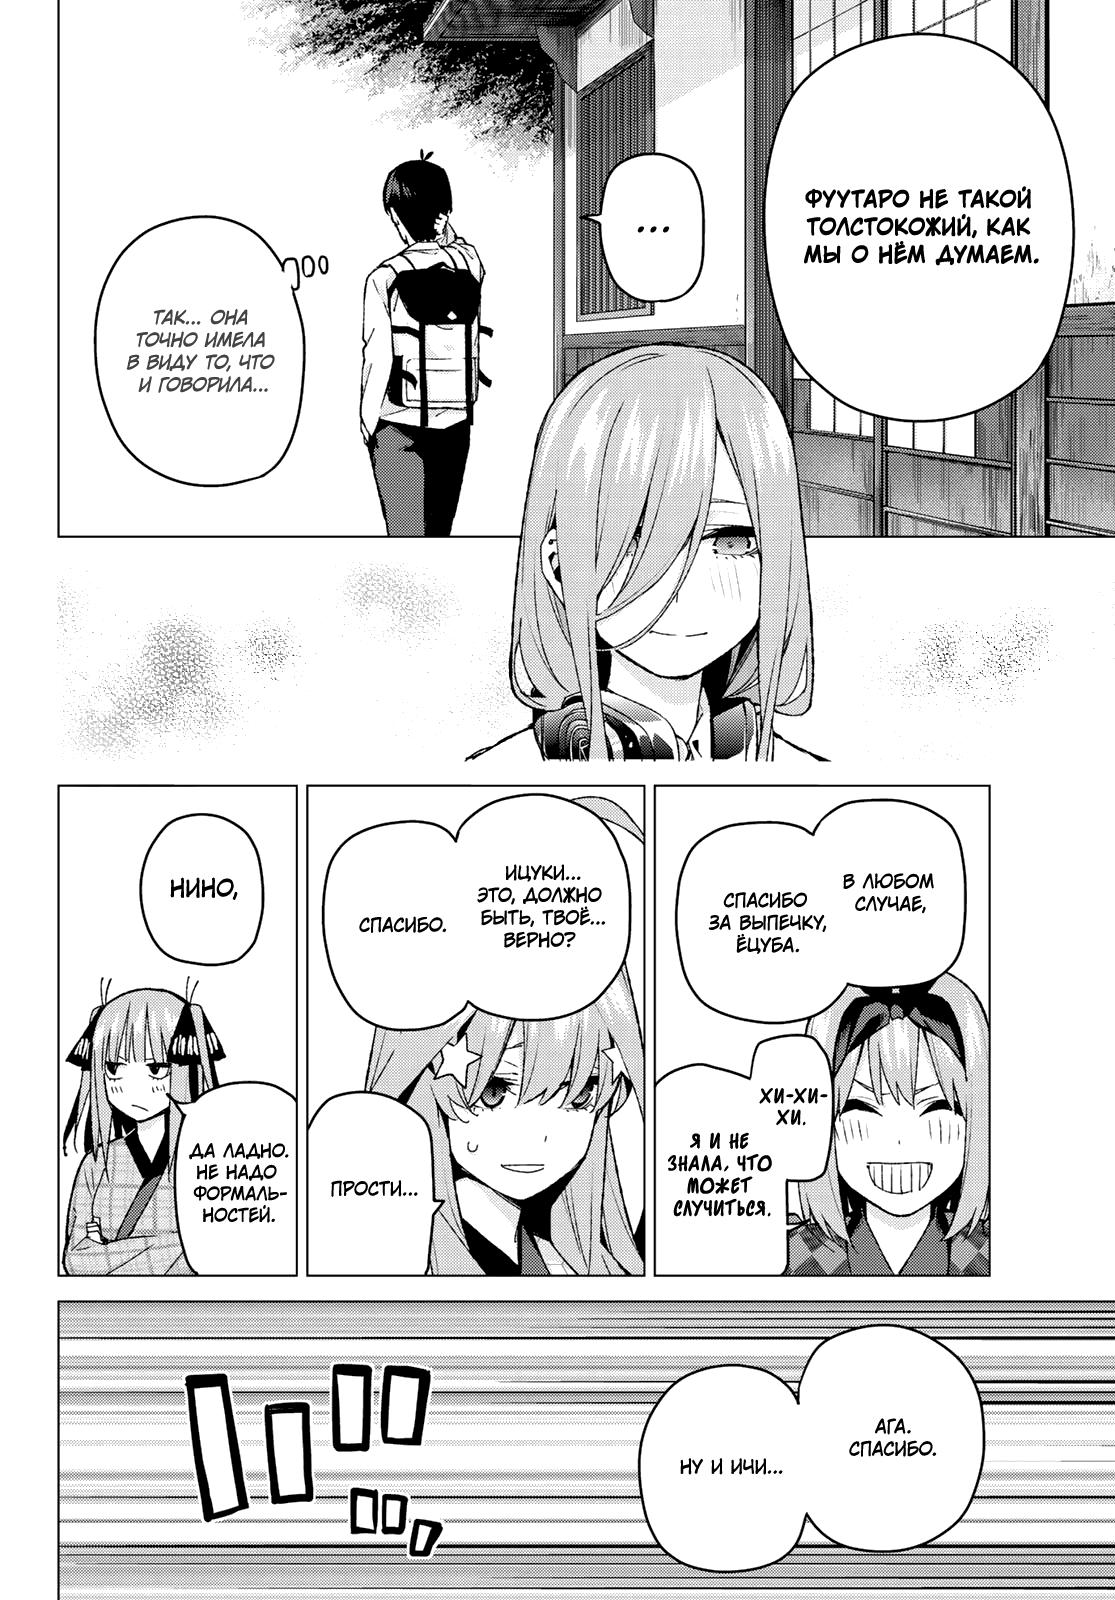 ФУУТАРО НЕ ТАКОЙ
ТОЛСТОКОЖИЙ, КАК
МЫ О НЁМ ДУМАЕМ.
...
ТАК... ОНА
ТОЧНО ИМЕЛА
В ВИДУ ТО, ЧТО
И ГОВОРИЛА...
В ЛЮБОМ
СЛУЧАЕ,
СПАСИБО
ЗА ВЫПЕЧКУ,
ЁЦУБА.
ХИ-ХИ-
ХИ.
Я И НЕ
ЗНАЛА, ЧТО
МОЖЕТ
СЛУЧИТЬСЯ.
ИЦУКИ...
ЭТО, ДОЛЖНО
БЫТЬ, ТВОЁ...
ВЕРНО?
СПАСИБО.
ПРОСТИ...
НИНО,
ДА ЛАДНО.
НЕ НАДО
ФОРМАЛЬ-
НОСТЕЙ.
АГА.
СПАСИБО.
НУ И ИЧИ...